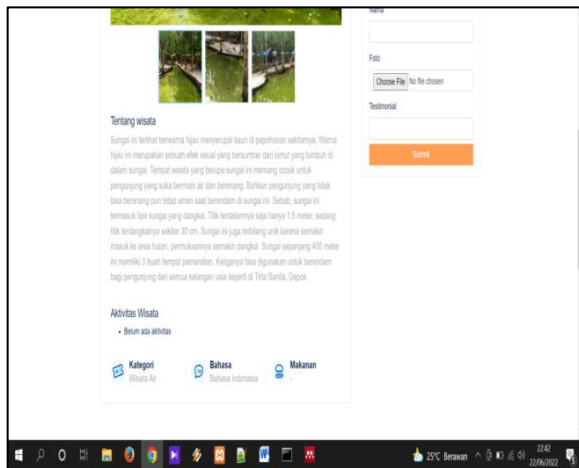 Nama
Foto
Choose File No file chosen
Testimonial
Submit
Tentang wisata
Sungai ini terlihat berwarna hijau menyerupai daun di pepohonan sekitarnya. Warna
hijau ini merupakan sebuah efek visual yang bersumber dari lumut yang tumbuh di
dalam sungai. Tempat wisata yang berupa sungai ini memang cocok untuk
pengunjung yang suka bermain air dan berenang. Bahkan pengunjung yang tidak
bisa berenang pun tetap aman saat berendam di sungai ini. Sebab, sungai ini
termasuk tipe sungai yang dangkal. Titik terdalamnya saja hanya 1.5 meter, sedang
titik terdangkalnya sekitar 30 cm. Sungai ini juga terbilang unik karena semakin
masuk ke area hutan, permukaannya semakin dangkal. Sungai sepanjang 400 meter
ini memiliki 3 buah tempat pemandian. Ketiganya bisa digunakan untuk berendam
bagi pengunjung dari semua kalangan usia seperti di Tirta Sanita, Depok.
Aktivitas Wisata
• Belum ada aktivitas
Kategori
Wisata Air
Bahasa
Bahasa indonesia
Makanan
-
25°C Berawan
22:42
22/06/2022